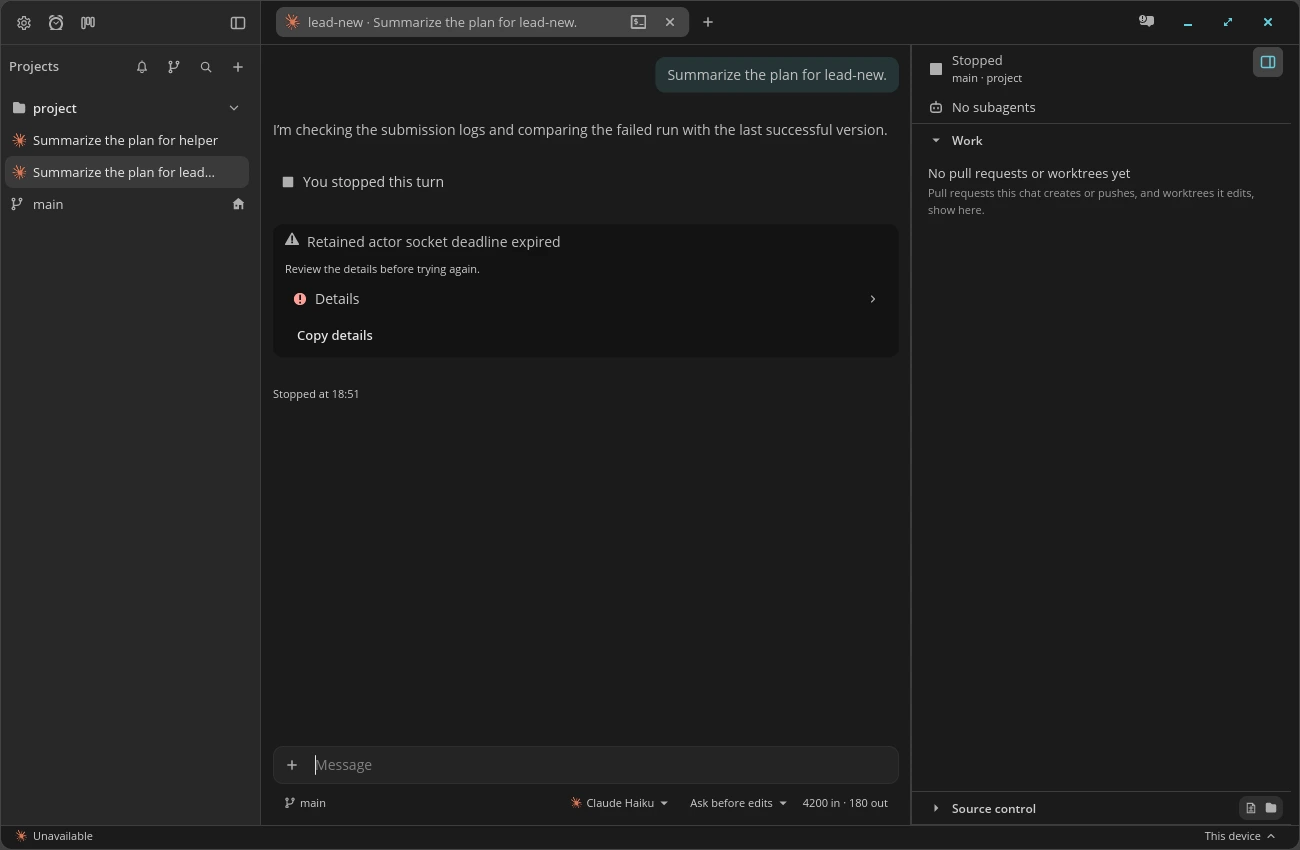 lead-new · Summarize the plan for lead-new.
Projects
project
Summarize the plan for helper
Summarize the plan for lead...
main
Summarize the plan for lead-new.
I'm checking the submission logs and comparing the failed run with the last successful version.
You stopped this turn
Retained actor socket deadline expired
Review the details before trying again.
Details
Copy details
Stopped at 18:51
Message
main
Claude Haiku
Ask before edits
4200 in · 180 out
Stopped
main · project
No subagents
Work
No pull requests or worktrees yet
Pull requests this chat creates or pushes, and worktrees it edits,
show here.
Source control
Unavailable
This device